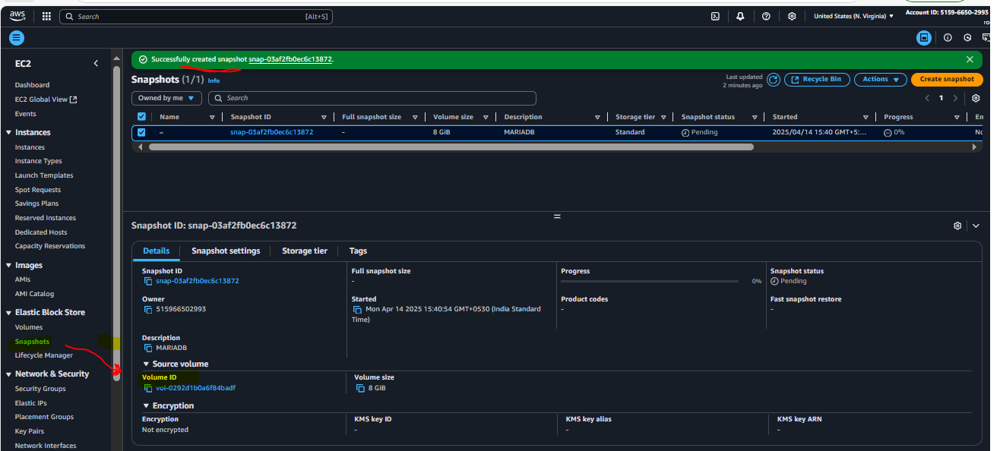 aws
Search [Alt+S]
United States (N. Virginia) ▼
Account ID: 5159-6650-2993
ro
EC2
Dashboard
EC2 Global View
Events
Instances
Instances
Instance Types
Launch Templates
Spot Requests
Savings Plans
Reserved Instances
Dedicated Hosts
Capacity Reservations
Images
AMIs
AMI Catalog
Elastic Block Store
Volumes
Snapshots
Lifecycle Manager
Network & Security
Security Groups
Elastic IPs
Placement Groups
Key Pairs
Network Interfaces
Successfully created snapshot snap-03af2fb0ec6c13872.
Snapshots (1/1) Info
Last updated
2 minutes ago
Recycle Bin
Actions ▼
Create snapshot
Owned by me ▼
Search
1
Name Snapshot ID Full snapshot size Volume size Description Storage tier Snapshot status Started Progress En
– snap-03af2fb0ec6c13872 - 8 GiB MARIADB Standard Pending 2025/04/14 15:40 GMT+5:... 0% No
Snapshot ID: snap-03af2fb0ec6c13872
Details Snapshot settings Storage tier Tags
Snapshot ID
snap-03af2fb0ec6c13872
Full snapshot size
-
Progress
0%
Snapshot status
Pending
Owner
515966502993
Started
Mon Apr 14 2025 15:40:54 GMT+0530 (India Standard
Time)
Product codes
-
Fast snapshot restore
-
Description
MARIADB
Source volume
Volume ID
vol-0292d1b0a6f84badf
Volume size
8 GiB
Encryption
Encryption
Not encrypted
KMS key ID
-
KMS key alias
-
KMS key ARN
-